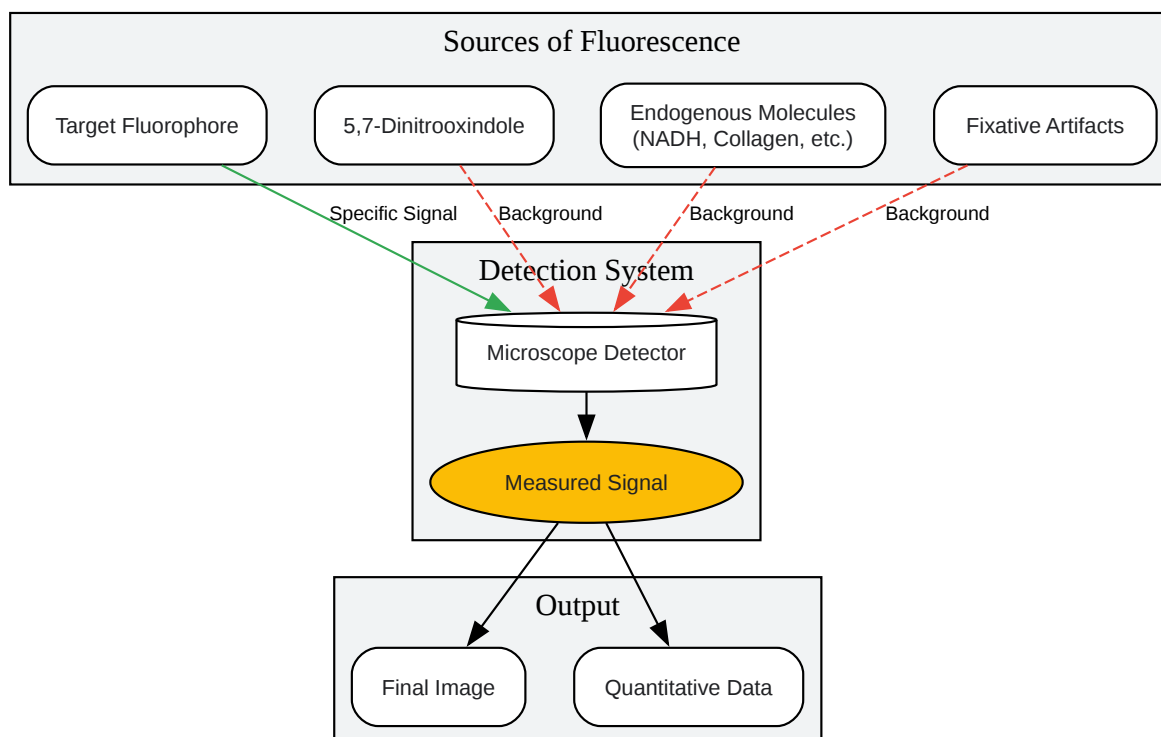 Sources of Fluorescence
Target Fluorophore
5,7-Dinitrooxindole
Endogenous Molecules
(NADH, Collagen, etc.)
Fixative Artifacts
Specific Signal
Background
Background
Background
Detection System
Microscope Detector
Measured Signal
Output
Final Image
Quantitative Data